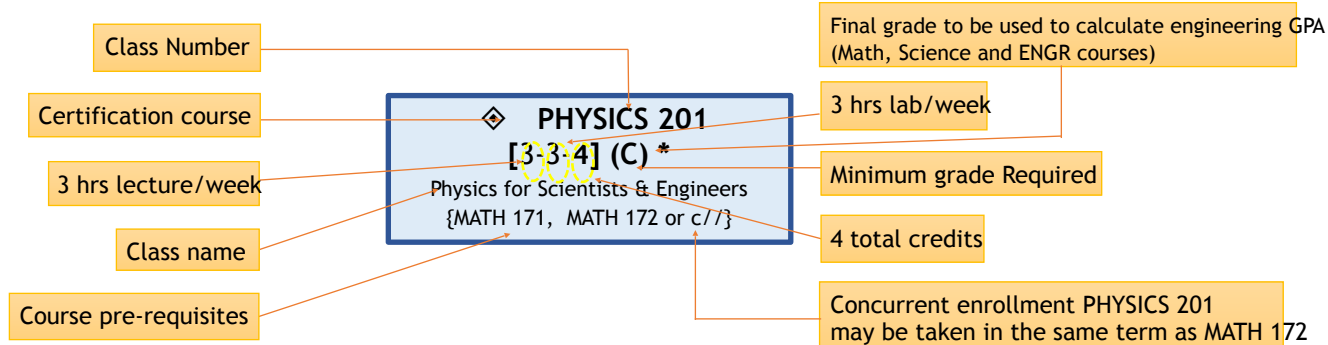 Class Number
Final grade to be used to calculate engineering GPA
(Math, Science and ENGR courses)
Certification course
3 hrs lab/week
PHYSICS 201
[3-3-4] (C) *
Physics for Scientists & Engineers
{MATH 171, MATH 172 or c//}
3 hrs lecture/week
Minimum grade Required
Class name
4 total credits
Course pre-requisites
Concurrent enrollment PHYSICS 201
may be taken in the same term as MATH 172